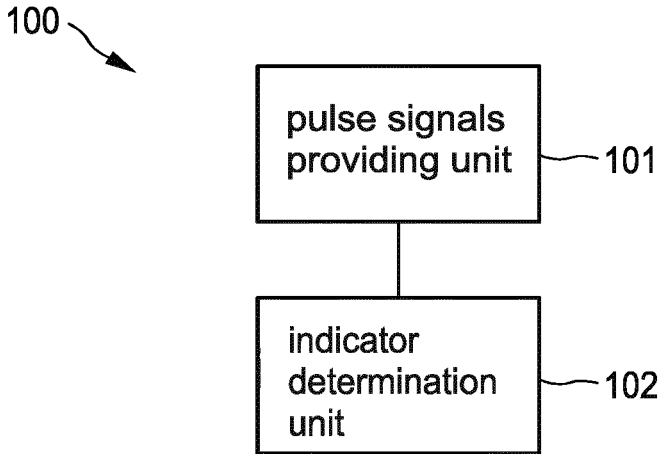 100
pulse signals
providing unit
101
indicator
determination
unit
102